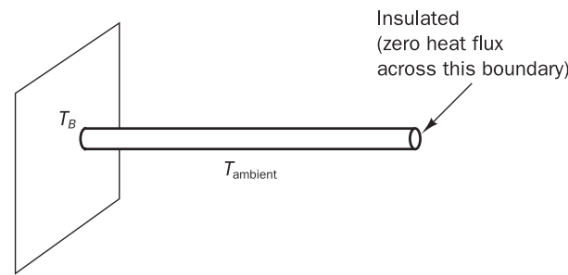 Insulated
(zero heat flux
across this boundary)
T_B
T_ambient